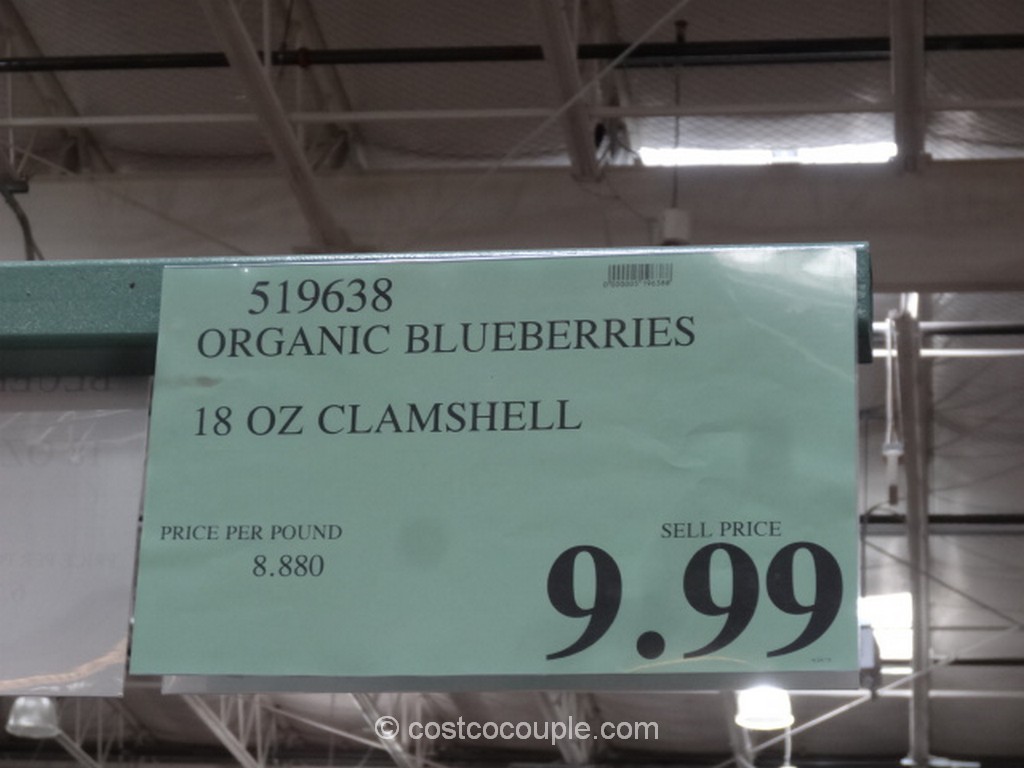 519638
ORGANIC BLUEBERRIES
18 OZ CLAMSHELL
PRICE PER POUND
8.880
SELL PRICE
9.99
© costcocouple.com